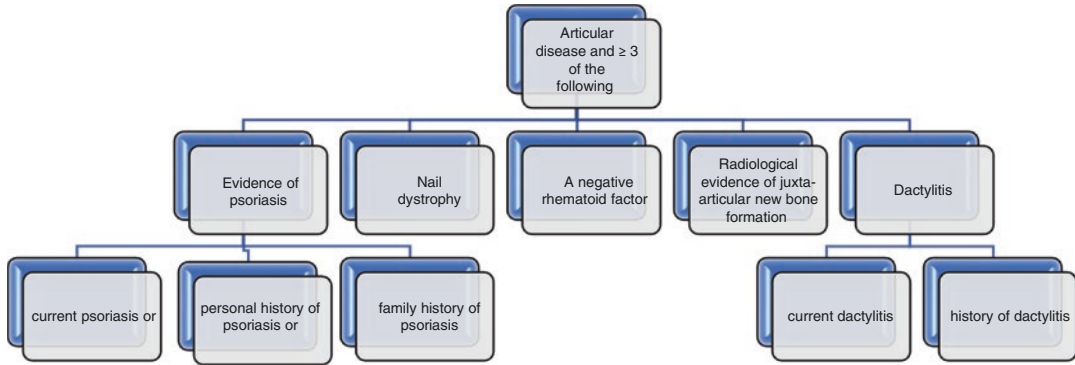 Articular
disease and ≥ 3
of the
following
Evidence of
psoriasis
Nail
dystrophy
A negative
rhematoid factor
Radiological
evidence of juxta-
articular new bone
formation
Dactylitis
current psoriasis or
personal history of
psoriasis or
family history of
psoriasis
current dactylitis
history of dactylitis